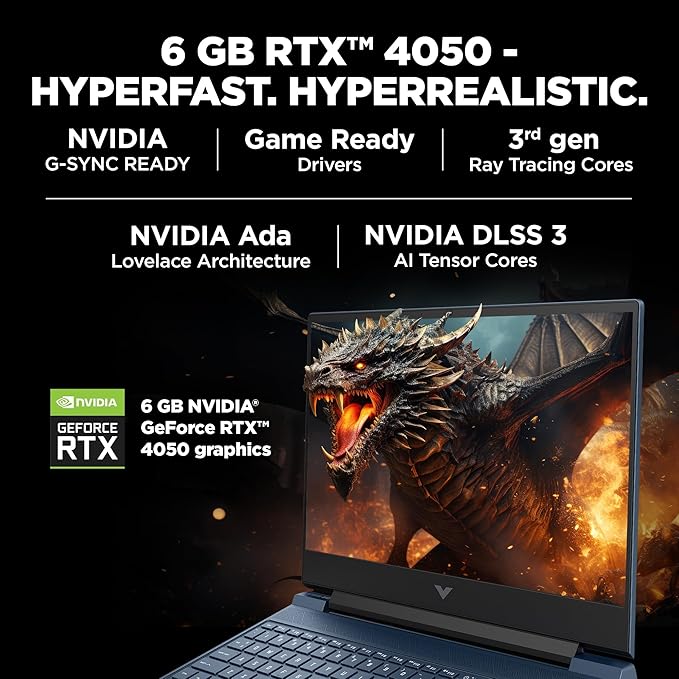 6 GB RTX™ 4050 -
HYPERFAST. HYPERREALISTIC.
NVIDIA
G-SYNC READY
Game Ready
Drivers
3rd gen
Ray Tracing Cores
NVIDIA Ada
Lovelace Architecture
NVIDIA DLSS 3
AI Tensor Cores
NVIDIA
GEFORCE
RTX
6 GB NVIDIA®
GeForce RTX™
4050 graphics